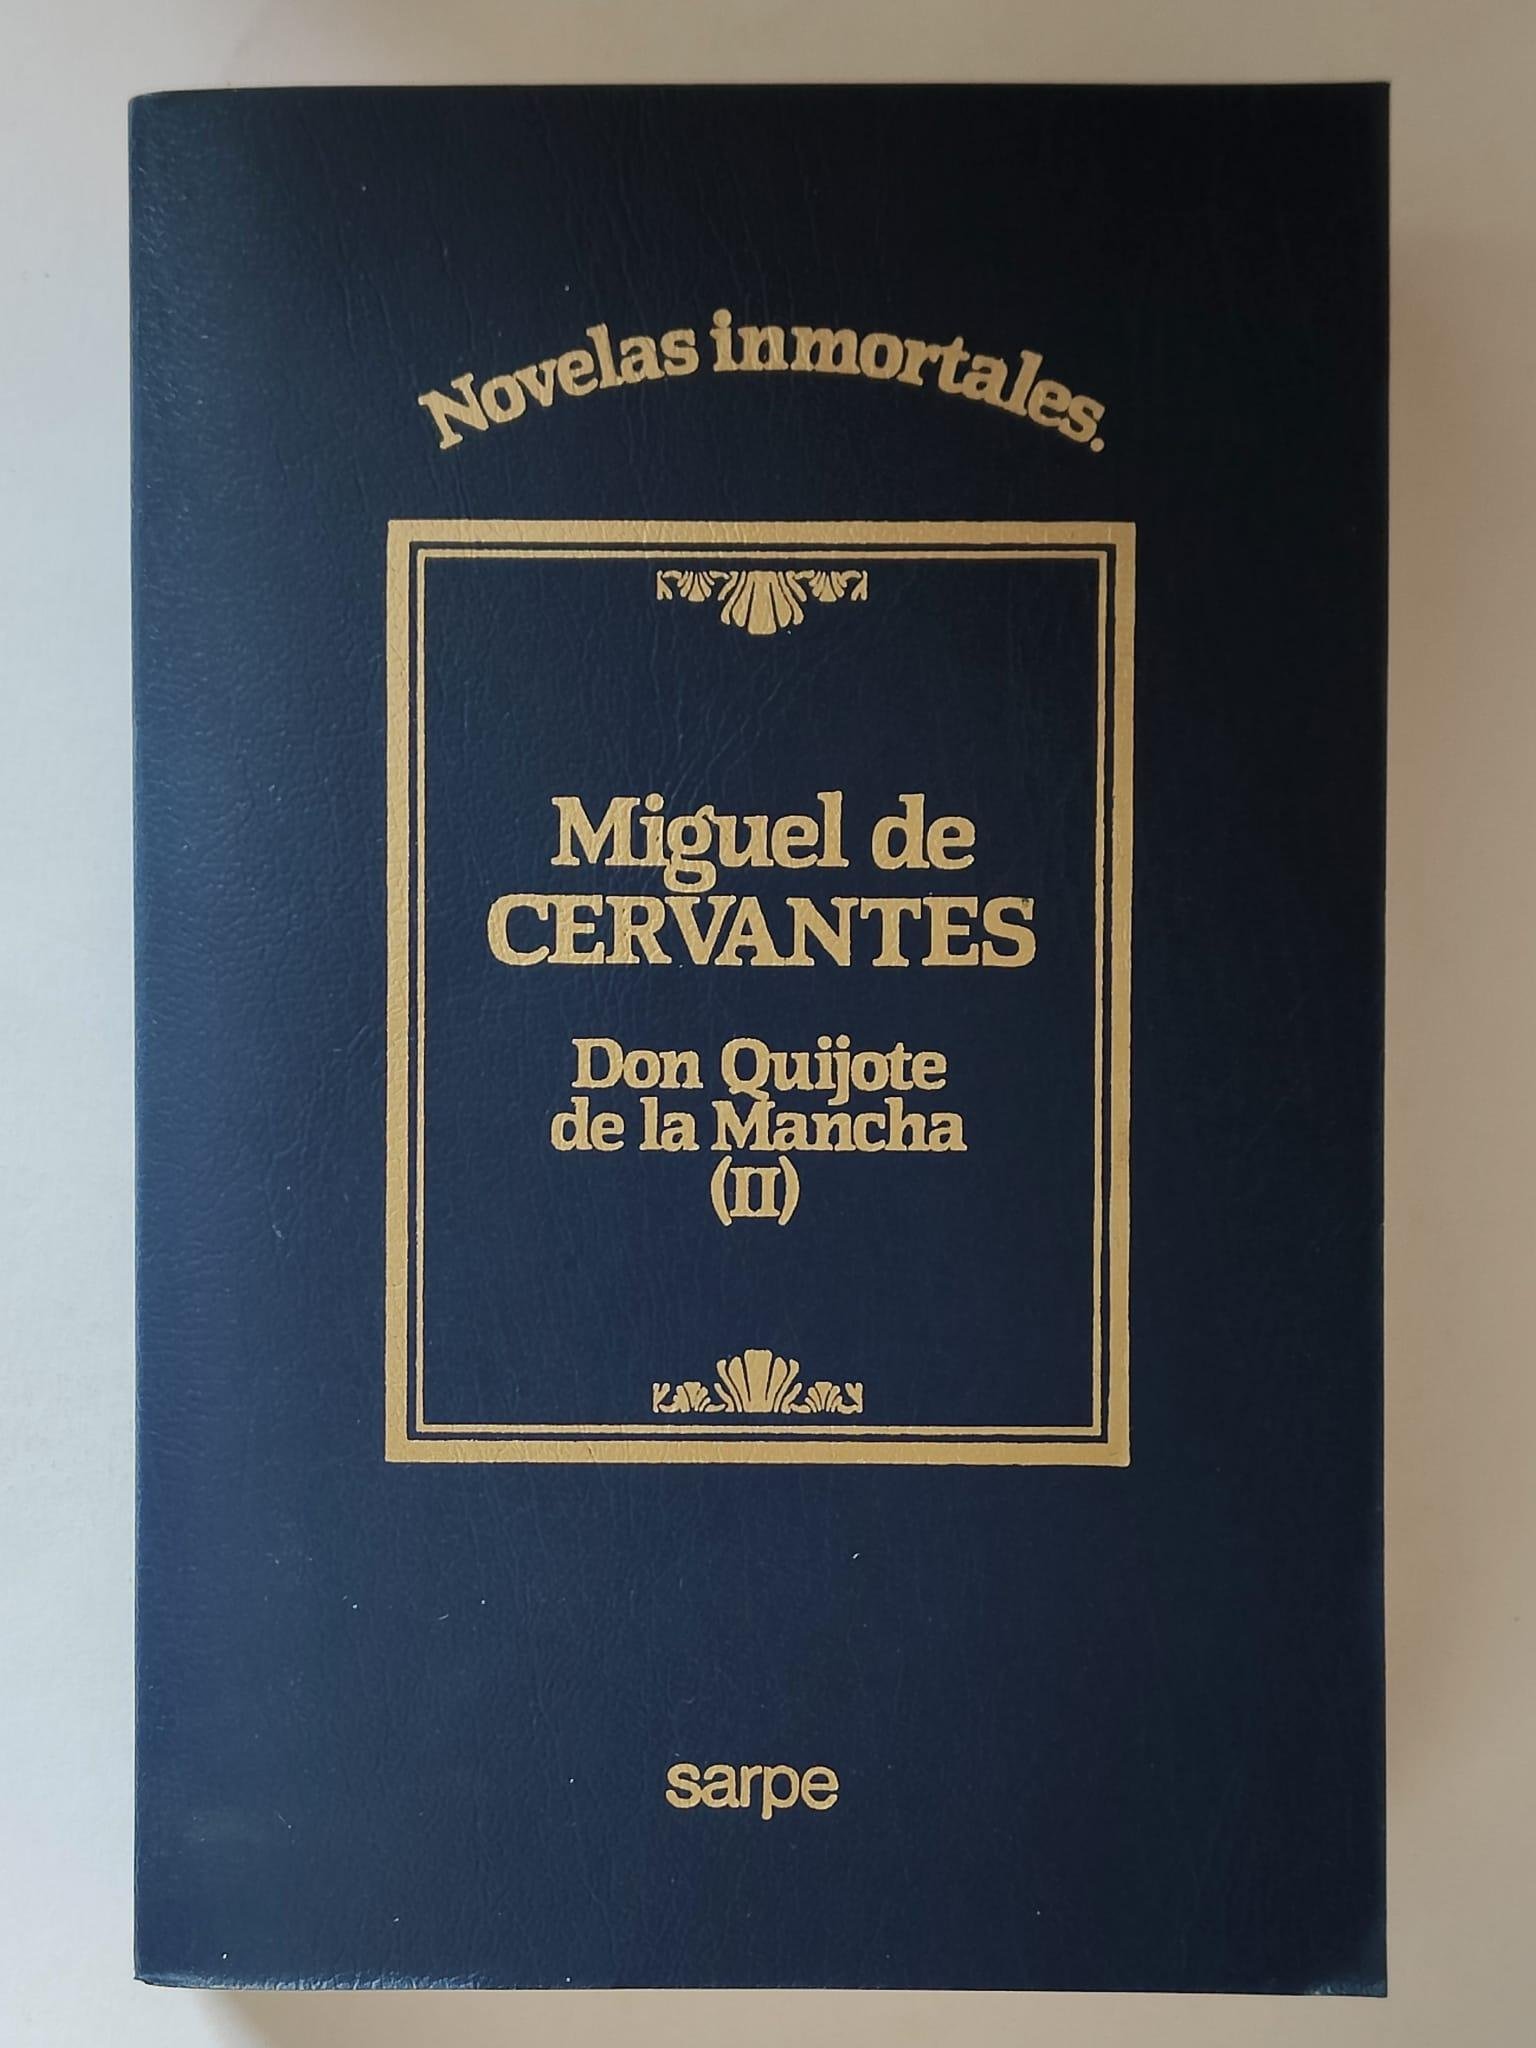 Novelas inmortales.
Miguel de
CERVANTES
Don Quijote
de la Mancha
(II)
sarpe